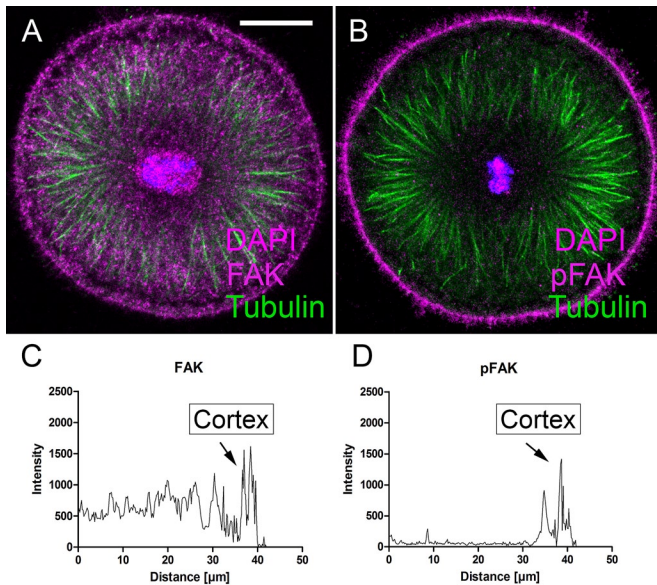 A
B
DAPI
FAK
Tubulin
DAPI
pFAK
Tubulin
C
FAK
2500
2000
1500
1000
500
0
Intensity
Cortex
0 10 20 30 40 50
Distance [µm]
D
pFAK
2500
2000
1500
1000
500
0
Intensity
Cortex
0 10 20 30 40 50
Distance [µm]